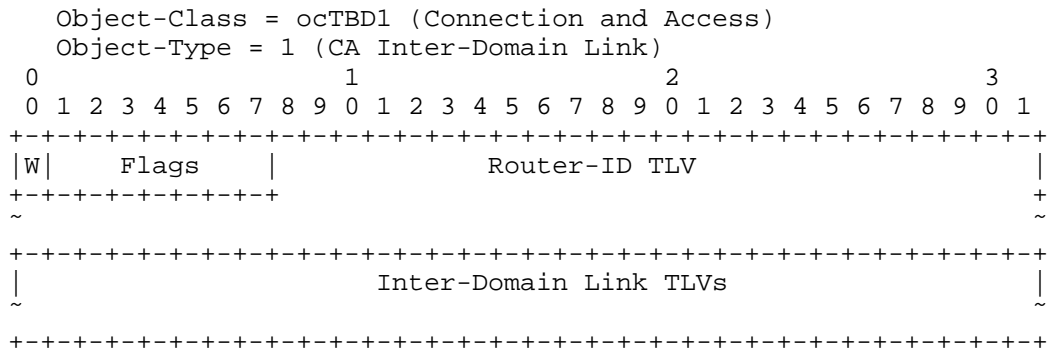 Object-Class = ocTBD1 (Connection and Access)
   Object-Type = 1 (CA Inter-Domain Link)
 0                   1                   2                   3
 0 1 2 3 4 5 6 7 8 9 0 1 2 3 4 5 6 7 8 9 0 1 2 3 4 5 6 7 8 9 0 1
+-+-+-+-+-+-+-+-+-+-+-+-+-+-+-+-+-+-+-+-+-+-+-+-+-+-+-+-+-+-+-+-+
|W|    Flags    |             Router-ID TLV                     |
+-+-+-+-+-+-+-+-+                                               +
~                                                               ~
+-+-+-+-+-+-+-+-+-+-+-+-+-+-+-+-+-+-+-+-+-+-+-+-+-+-+-+-+-+-+-+-+
|                      Inter-Domain Link TLVs                   |
~                                                               ~
+-+-+-+-+-+-+-+-+-+-+-+-+-+-+-+-+-+-+-+-+-+-+-+-+-+-+-+-+-+-+-+-+